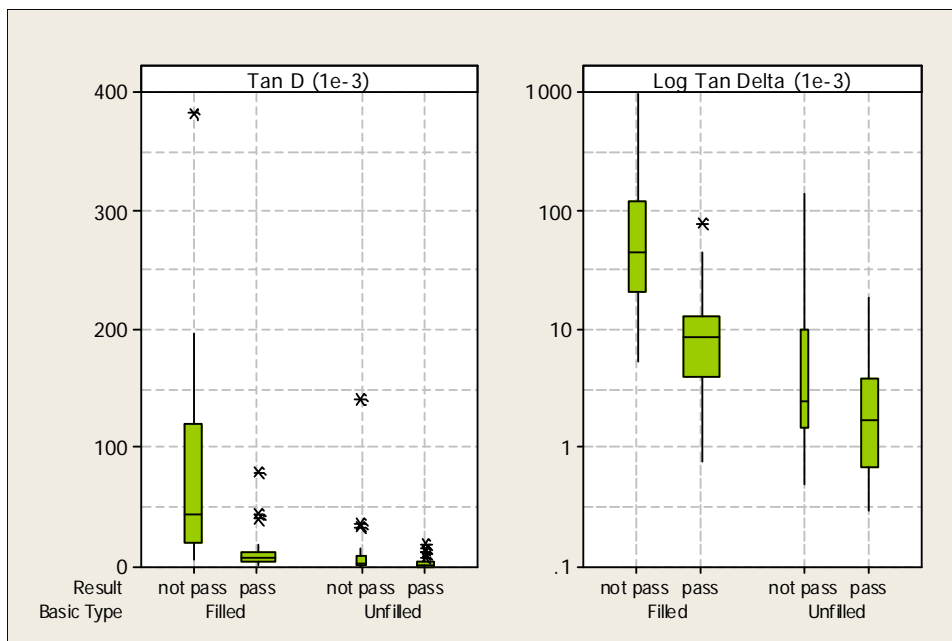 Tan D (1e-3)
400
300
200
100
0
Result not pass pass not pass pass
Basic Type Filled Unfilled
Log Tan Delta (1e-3)
1000
100
10
1
.1
not pass pass not pass pass
Filled Unfilled